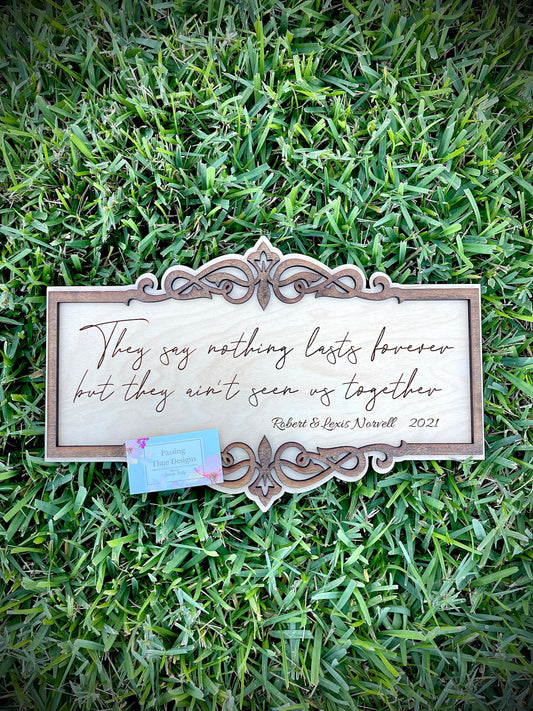 They say nothing lasts forever
but they ain't seen us together
Robert & Lexis Norvell 2021
Passing
Time Designs